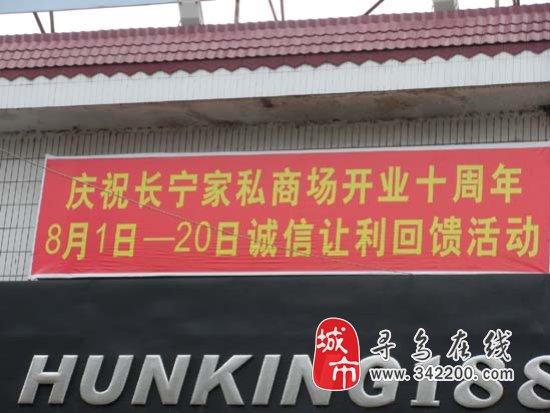 庆祝长宁家私商场开业十周年
8月1日—20日诚信让利回馈活动
HUNKING188
城市
寻乌在线
www.342200.com